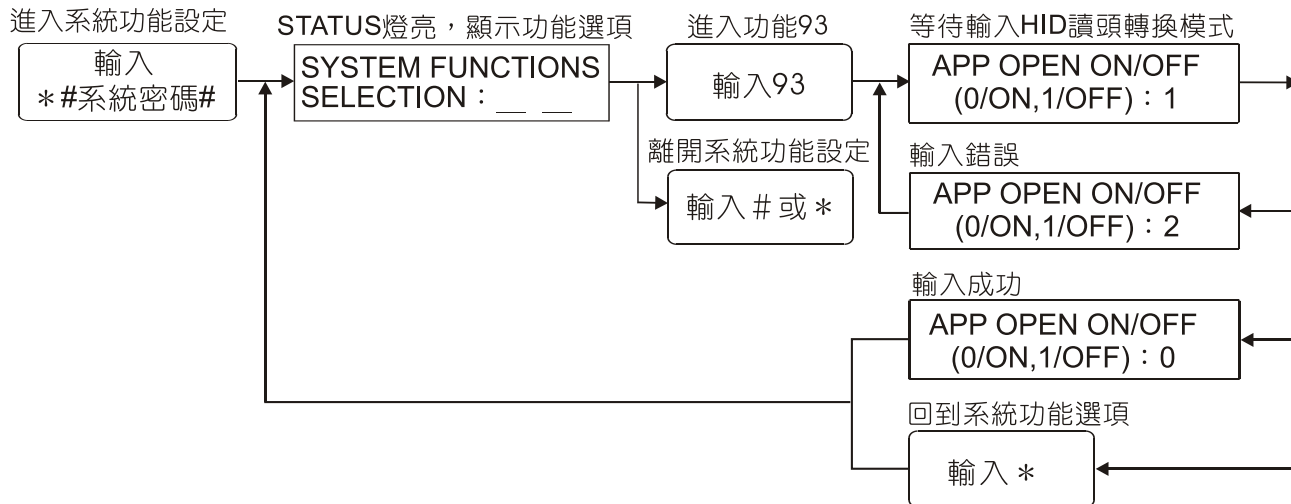 進入系統功能設定
輸入
＊#系統密碼#
STATUS燈亮，顯示功能選項
SYSTEM FUNCTIONS
SELECTION：__ __
進入功能93
輸入93
離開系統功能設定
輸入＃或＊
等待輸入HID讀頭轉換模式
APP OPEN ON/OFF
(0/ON,1/OFF)：1
輸入錯誤
APP OPEN ON/OFF
(0/ON,1/OFF)：2
輸入成功
APP OPEN ON/OFF
(0/ON,1/OFF)：0
回到系統功能選項
輸入＊